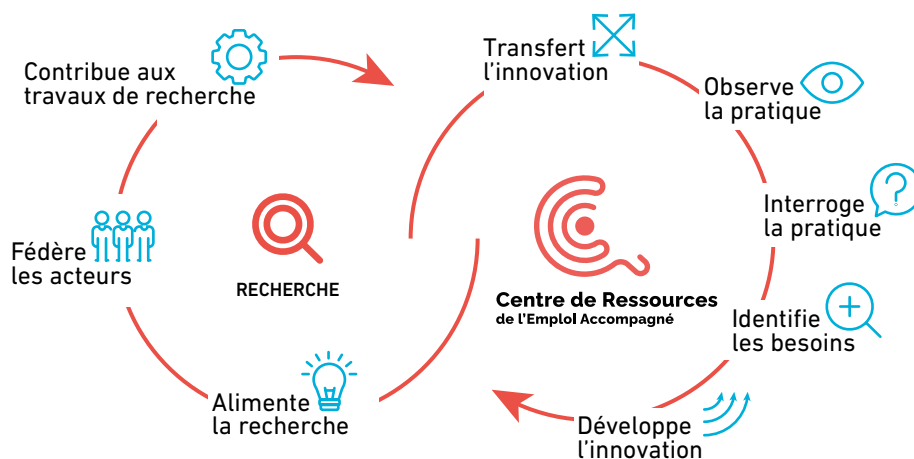 Contribue aux
travaux de recherche
Fédère
les acteurs
RECHERCHE
Alimente
la recherche
Transfert
l'innovation
Observe
la pratique
Interroge
la pratique
Identifie
les besoins
Développe
l'innovation
Centre de Ressources
de l'Emploi Accompagné